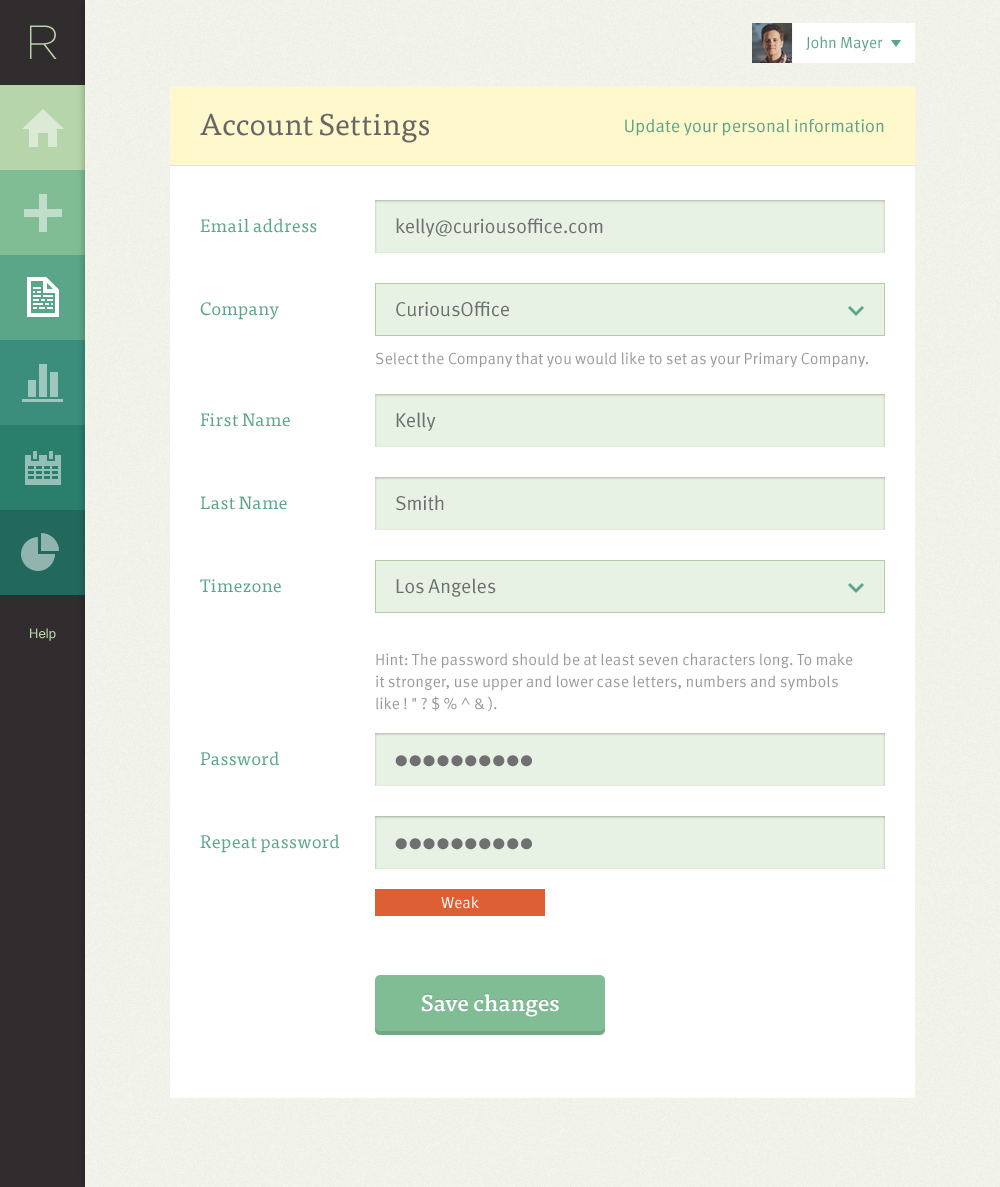 R
John Mayer
Account Settings
Update your personal information
Email address
kelly@curiousoffice.com
Company
CuriousOffice
Select the Company that you would like to set as your Primary Company.
First Name
Kelly
Last Name
Smith
Timezone
Los Angeles
Help
Hint: The password should be at least seven characters long. To make
it stronger, use upper and lower case letters, numbers and symbols
like ! " ? $ % ^ & ).
Password
●●●●●●●●●●
Repeat password
●●●●●●●●●●
Weak
Save changes